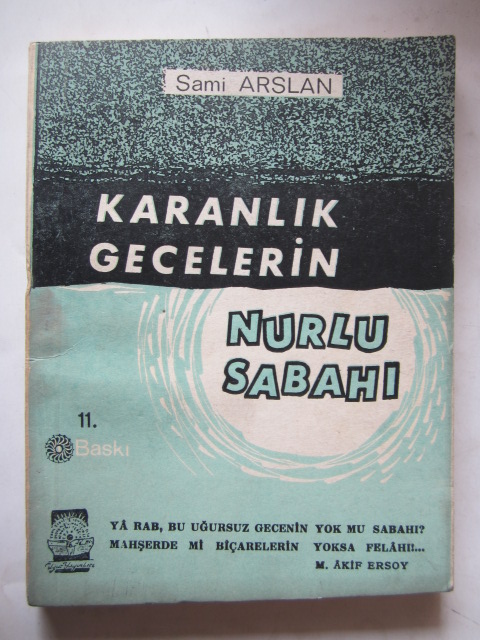 Sami ARSLAN
KARANLIK
GECELERİN
NURLU
SABAHI
11.
Baskı
YÂ RAB, BU UĞURSUZ GECENİN YOK MU SABAHI?
MAHŞERDE Mİ BİÇARELERİN YOKSA FELÂHI!...
M. ÂKİF ERSOY